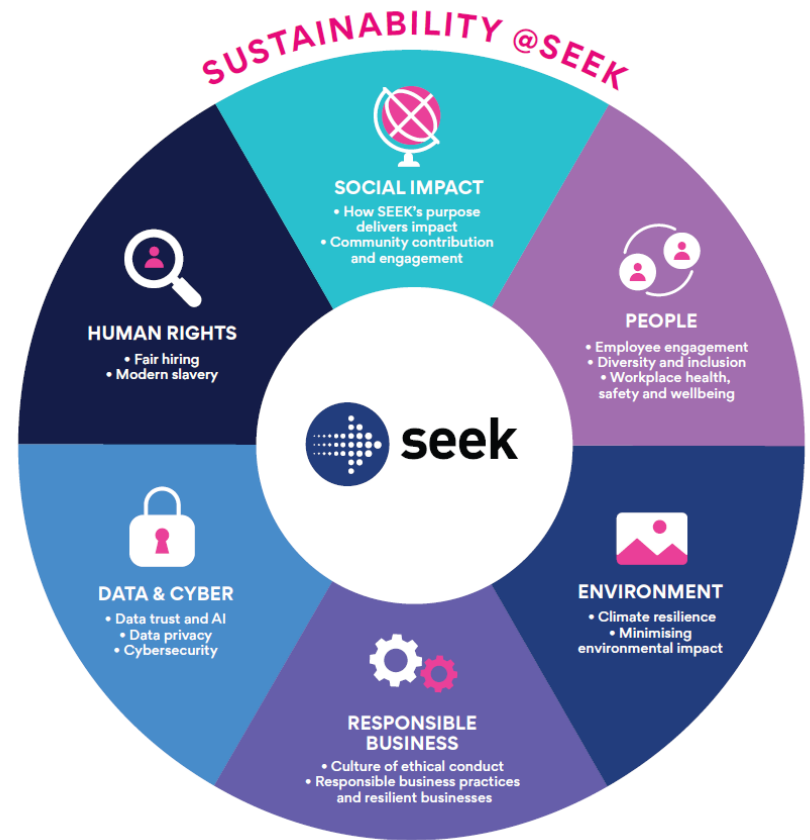 SUSTAINABILITY @SEEK
SOCIAL IMPACT
• How SEEK's purpose
delivers impact
• Community contribution
and engagement
PEOPLE
• Employee engagement
• Diversity and inclusion
• Workplace health,
safety and wellbeing
ENVIRONMENT
• Climate resilience
• Minimising
environmental impact
RESPONSIBLE
BUSINESS
• Culture of ethical conduct
• Responsible business practices
and resilient businesses
DATA & CYBER
• Data trust and AI
• Data privacy
• Cybersecurity
HUMAN RIGHTS
• Fair hiring
• Modern slavery
seek